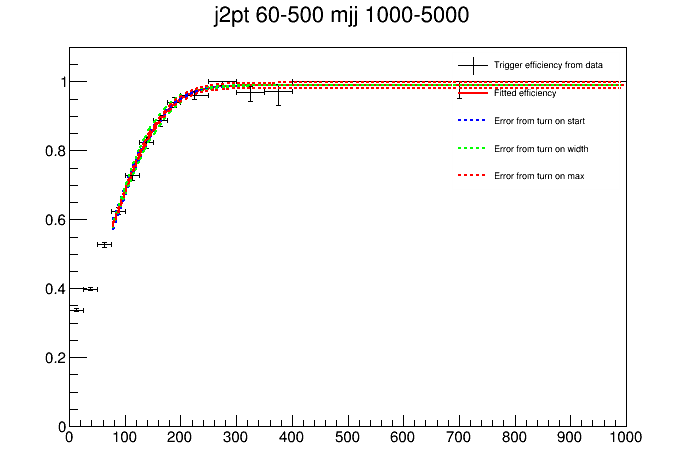 j2pt 60-500 mjj 1000-5000
1
0.8
0.6
0.4
0.2
0
Trigger efficiency from data
Fitted efficiency
Error from turn on start
Error from turn on width
Error from turn on max
0 100 200 300 400 500 600 700 800 900 1000